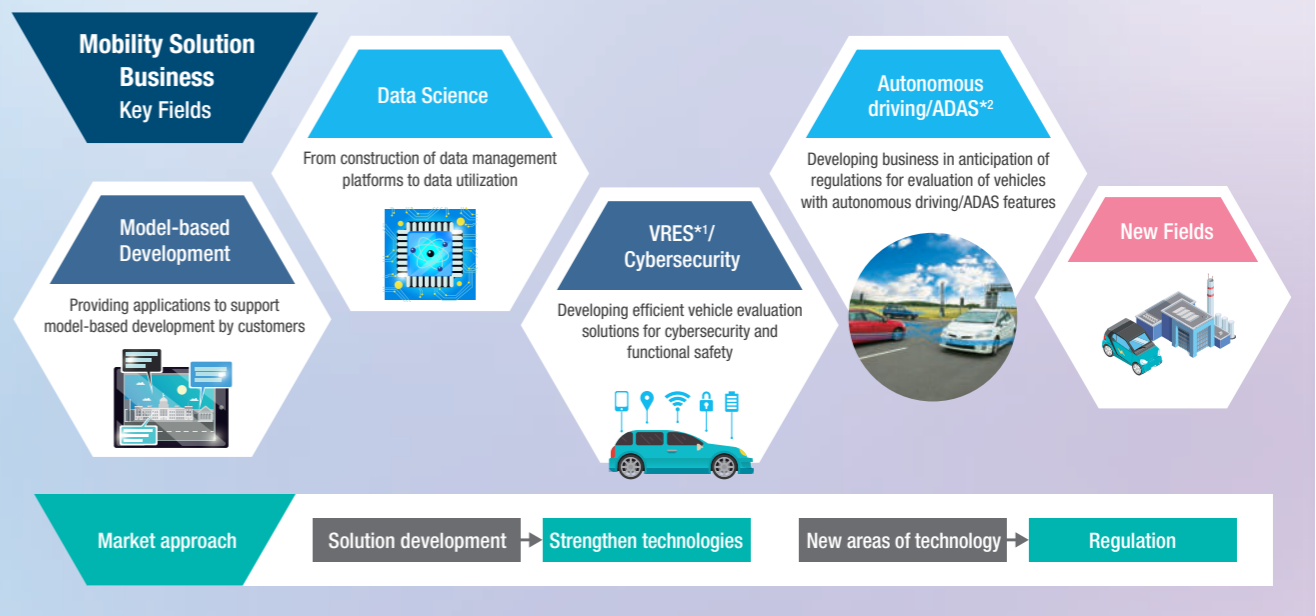 Mobility Solution
Business
Key Fields
Model-based
Development
Providing applications to support
model-based development by customers
Data Science
From construction of data management
platforms to data utilization
VRES*1/
Cybersecurity
Developing efficient vehicle evaluation
solutions for cybersecurity and
functional safety
Autonomous
driving/ADAS*2
Developing business in anticipation of
regulations for evaluation of vehicles
with autonomous driving/ADAS features
New Fields
Market approach
Solution development
Strengthen technologies
New areas of technology
Regulation